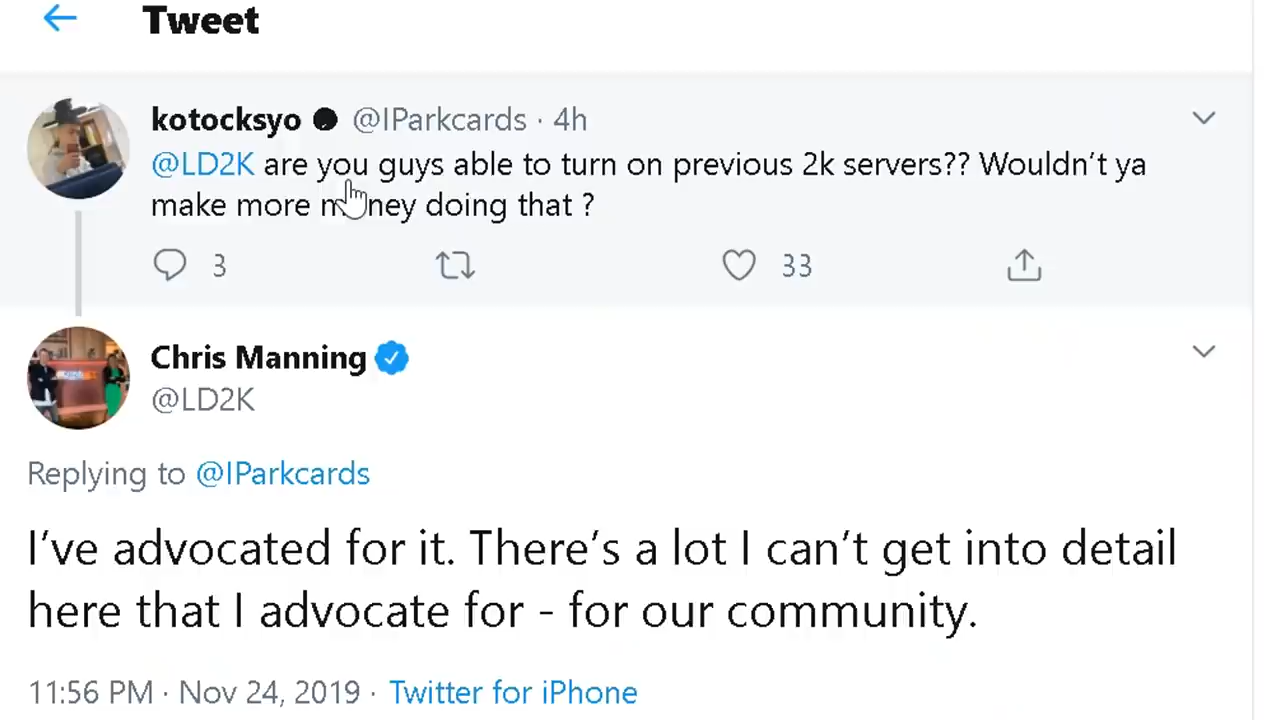 Tweet
kotocksyo @IParkcards · 4h
@LD2K are you guys able to turn on previous 2k servers?? Wouldn't ya
make more money doing that ?
3 33
Chris Manning
@LD2K
Replying to @IParkcards
I've advocated for it. There's a lot I can't get into detail
here that I advocate for - for our community.
11:56 PM · Nov 24, 2019 · Twitter for iPhone